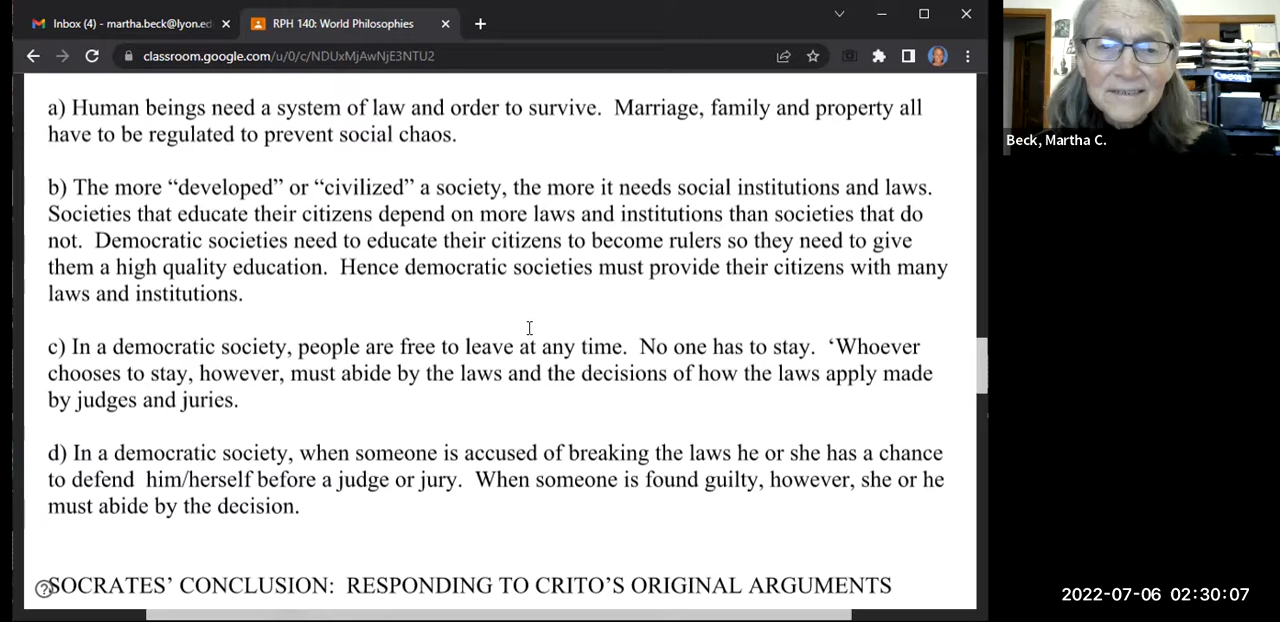 Inbox (4) - martha.beck@lyon.ed
RPH 140: World Philosophies
classroom.google.com/u/0/c/NDUxMjAwNjE3NTU2
a) Human beings need a system of law and order to survive.  Marriage, family and property all
have to be regulated to prevent social chaos.
b) The more “developed” or “civilized” a society, the more it needs social institutions and laws.
Societies that educate their citizens depend on more laws and institutions than societies that do
not.  Democratic societies need to educate their citizens to become rulers so they need to give
them a high quality education.  Hence democratic societies must provide their citizens with many
laws and institutions.
c) In a democratic society, people are free to leave at any time.  No one has to stay.  ‘Whoever
chooses to stay, however, must abide by the laws and the decisions of how the laws apply made
by judges and juries.
d) In a democratic society, when someone is accused of breaking the laws he or she has a chance
to defend  him/herself before a judge or jury.  When someone is found guilty, however, she or he
must abide by the decision.
SOCRATES’ CONCLUSION:  RESPONDING TO CRITO’S ORIGINAL ARGUMENTS
Beck, Martha C.
2022-07-06 02:30:07